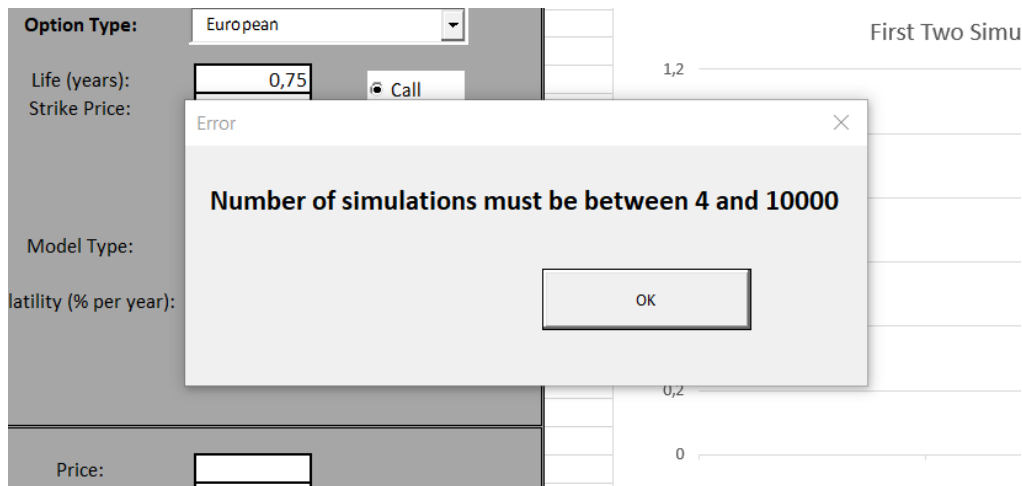 Option Type: European
First Two Simu
Life (years): 0,75
Call
1,2
Strike Price:
Error
Number of simulations must be between 4 and 10000
Model Type:
latility (% per year):
OK
0,2
0
Price: